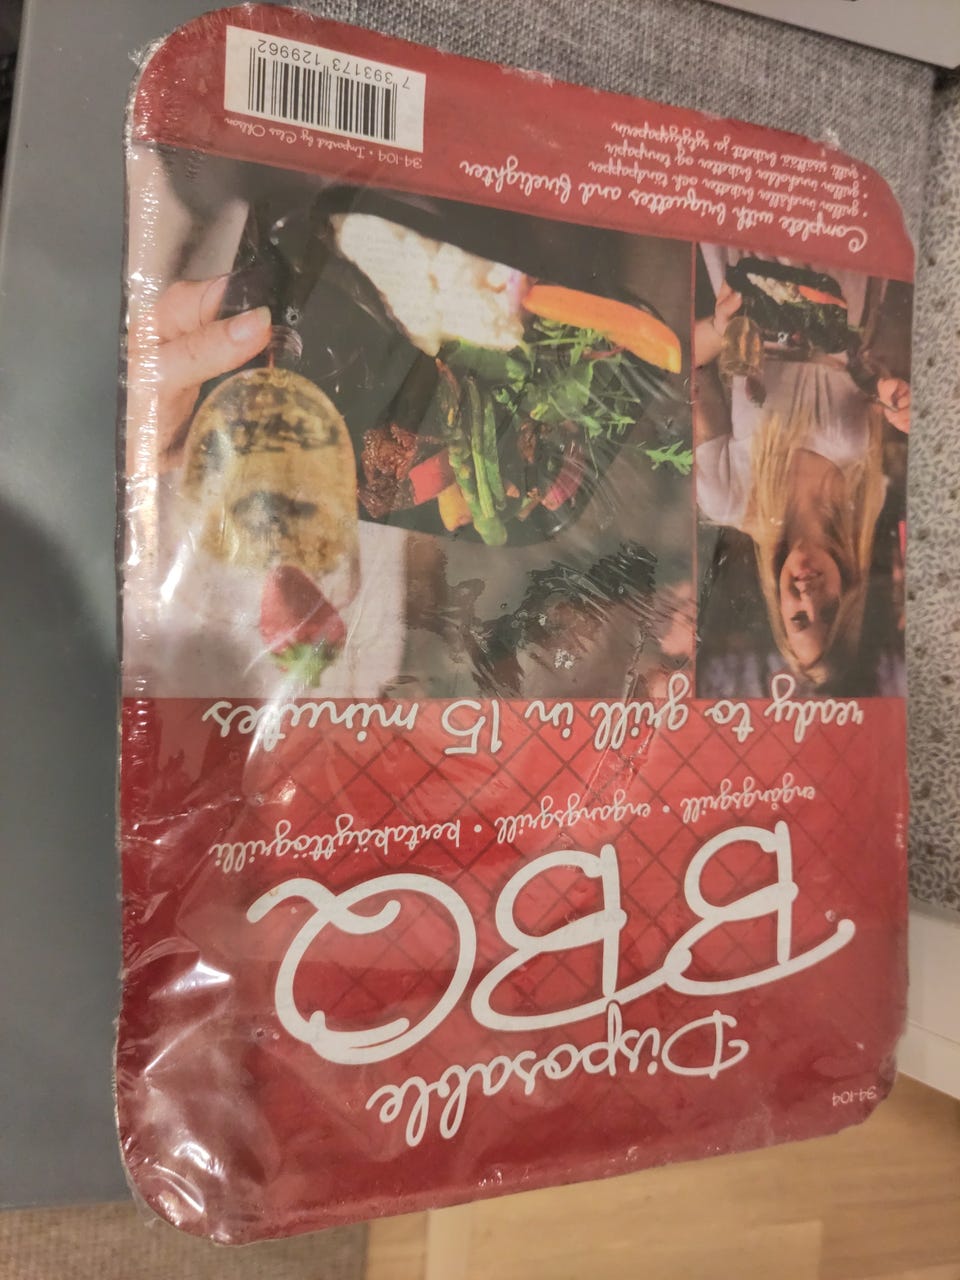 34-104
Disposable
BBQ
engångsgrill • engangsgrill • kertakäyttögrilli
ready to grill in 15 minutes
Complete with briquettes and firelighter
• grillen innehåller briketter och tändpapper
• grillen inneholder briketter og tennpapir
• grilli sisältää briketit ja sytytyspaperin
34-104 • Imported by Clas Ohlson
7 393173 129962